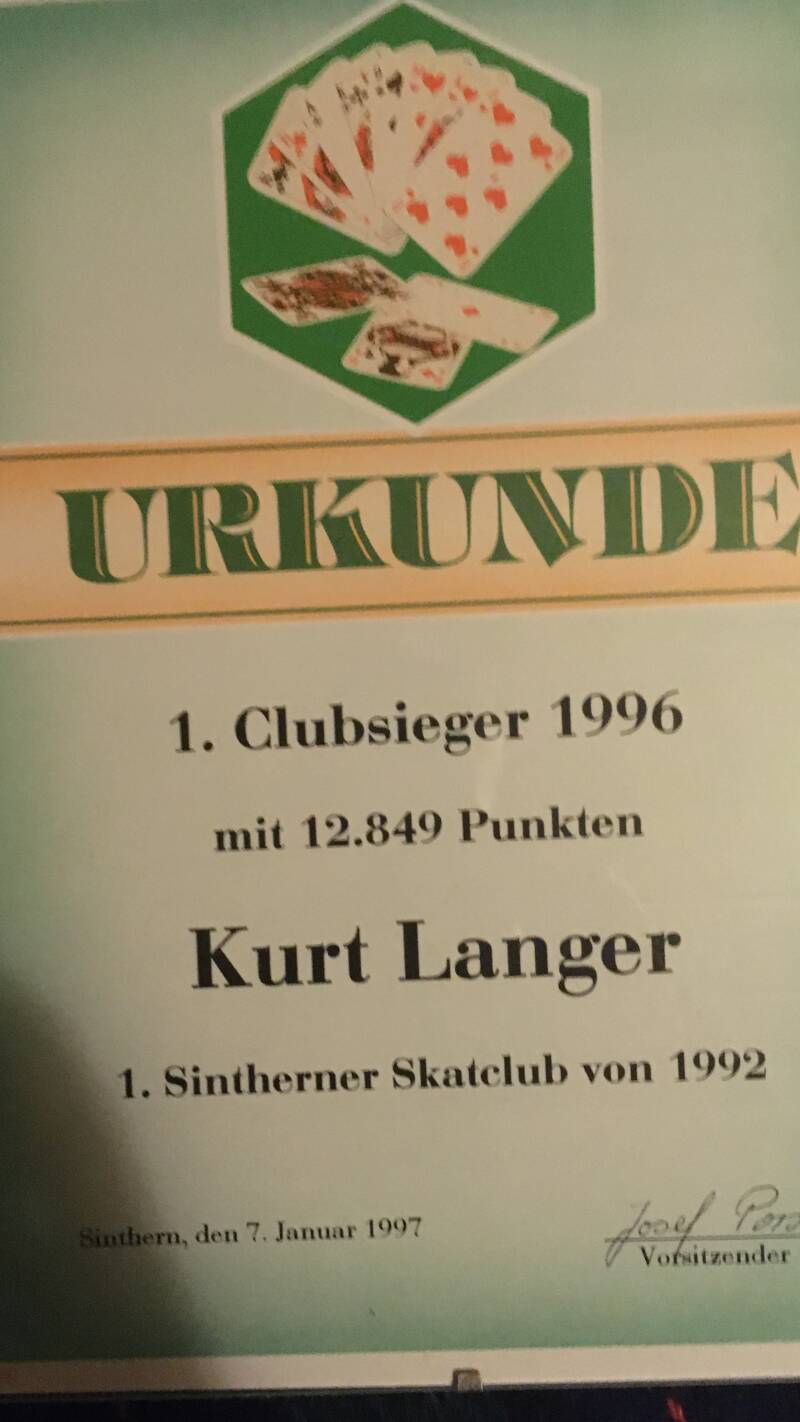 URKUNDE
1. Clubsieger 1996
mit 12.849 Punkten
Kurt Langer
1. Sintherner Skatclub von 1992
Sinthern, den 7. Januar 1997
Josef
Vorsitzender